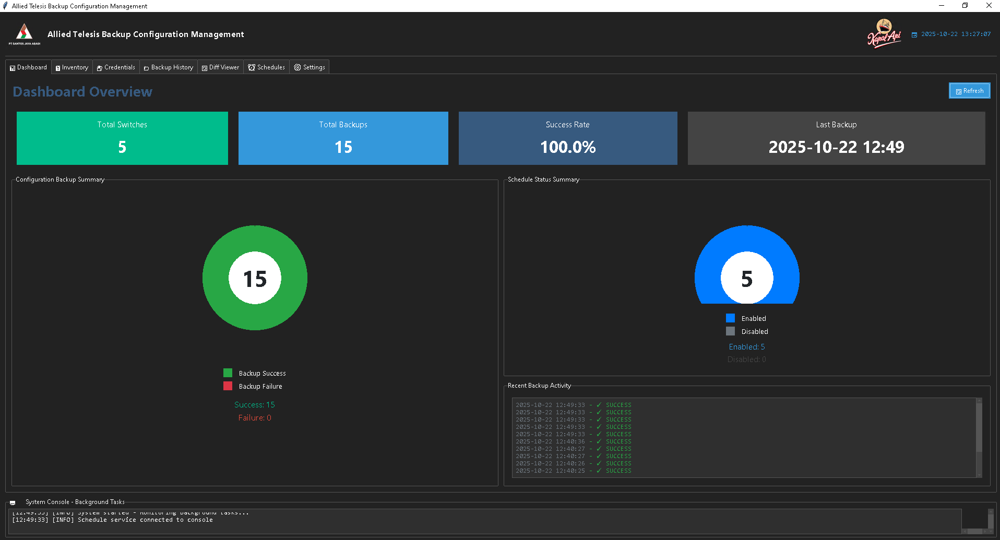 Allied Telesis Backup Configuration Management
PT SANTOS JAYA ABADI
Allied Telesis Backup Configuration Management
Kapal Api
2025-10-22 13:27:07
Dashboard
Inventory
Credentials
Backup History
Diff Viewer
Schedules
Settings
Dashboard Overview
Refresh
Total Switches
5
Total Backups
15
Success Rate
100.0%
Last Backup
2025-10-22 12:49
Configuration Backup Summary
15
Backup Success
Backup Failure
Success: 15
Failure: 0
Schedule Status Summary
5
Enabled
Disabled
Enabled: 5
Disabled: 0
Recent Backup Activity
2025-10-22 12:49:33 - ✓ SUCCESS
2025-10-22 12:49:33 - ✓ SUCCESS
2025-10-22 12:49:33 - ✓ SUCCESS
2025-10-22 12:49:33 - ✓ SUCCESS
2025-10-22 12:49:33 - ✓ SUCCESS
2025-10-22 12:40:36 - ✓ SUCCESS
2025-10-22 12:40:27 - ✓ SUCCESS
2025-10-22 12:40:27 - ✓ SUCCESS
2025-10-22 12:40:26 - ✓ SUCCESS
2025-10-22 12:40:25 - ✓ SUCCESS
System Console - Background Tasks
[12:49:33] [INFO] System started - Monitoring background tasks...
[12:49:33] [INFO] Schedule service connected to console